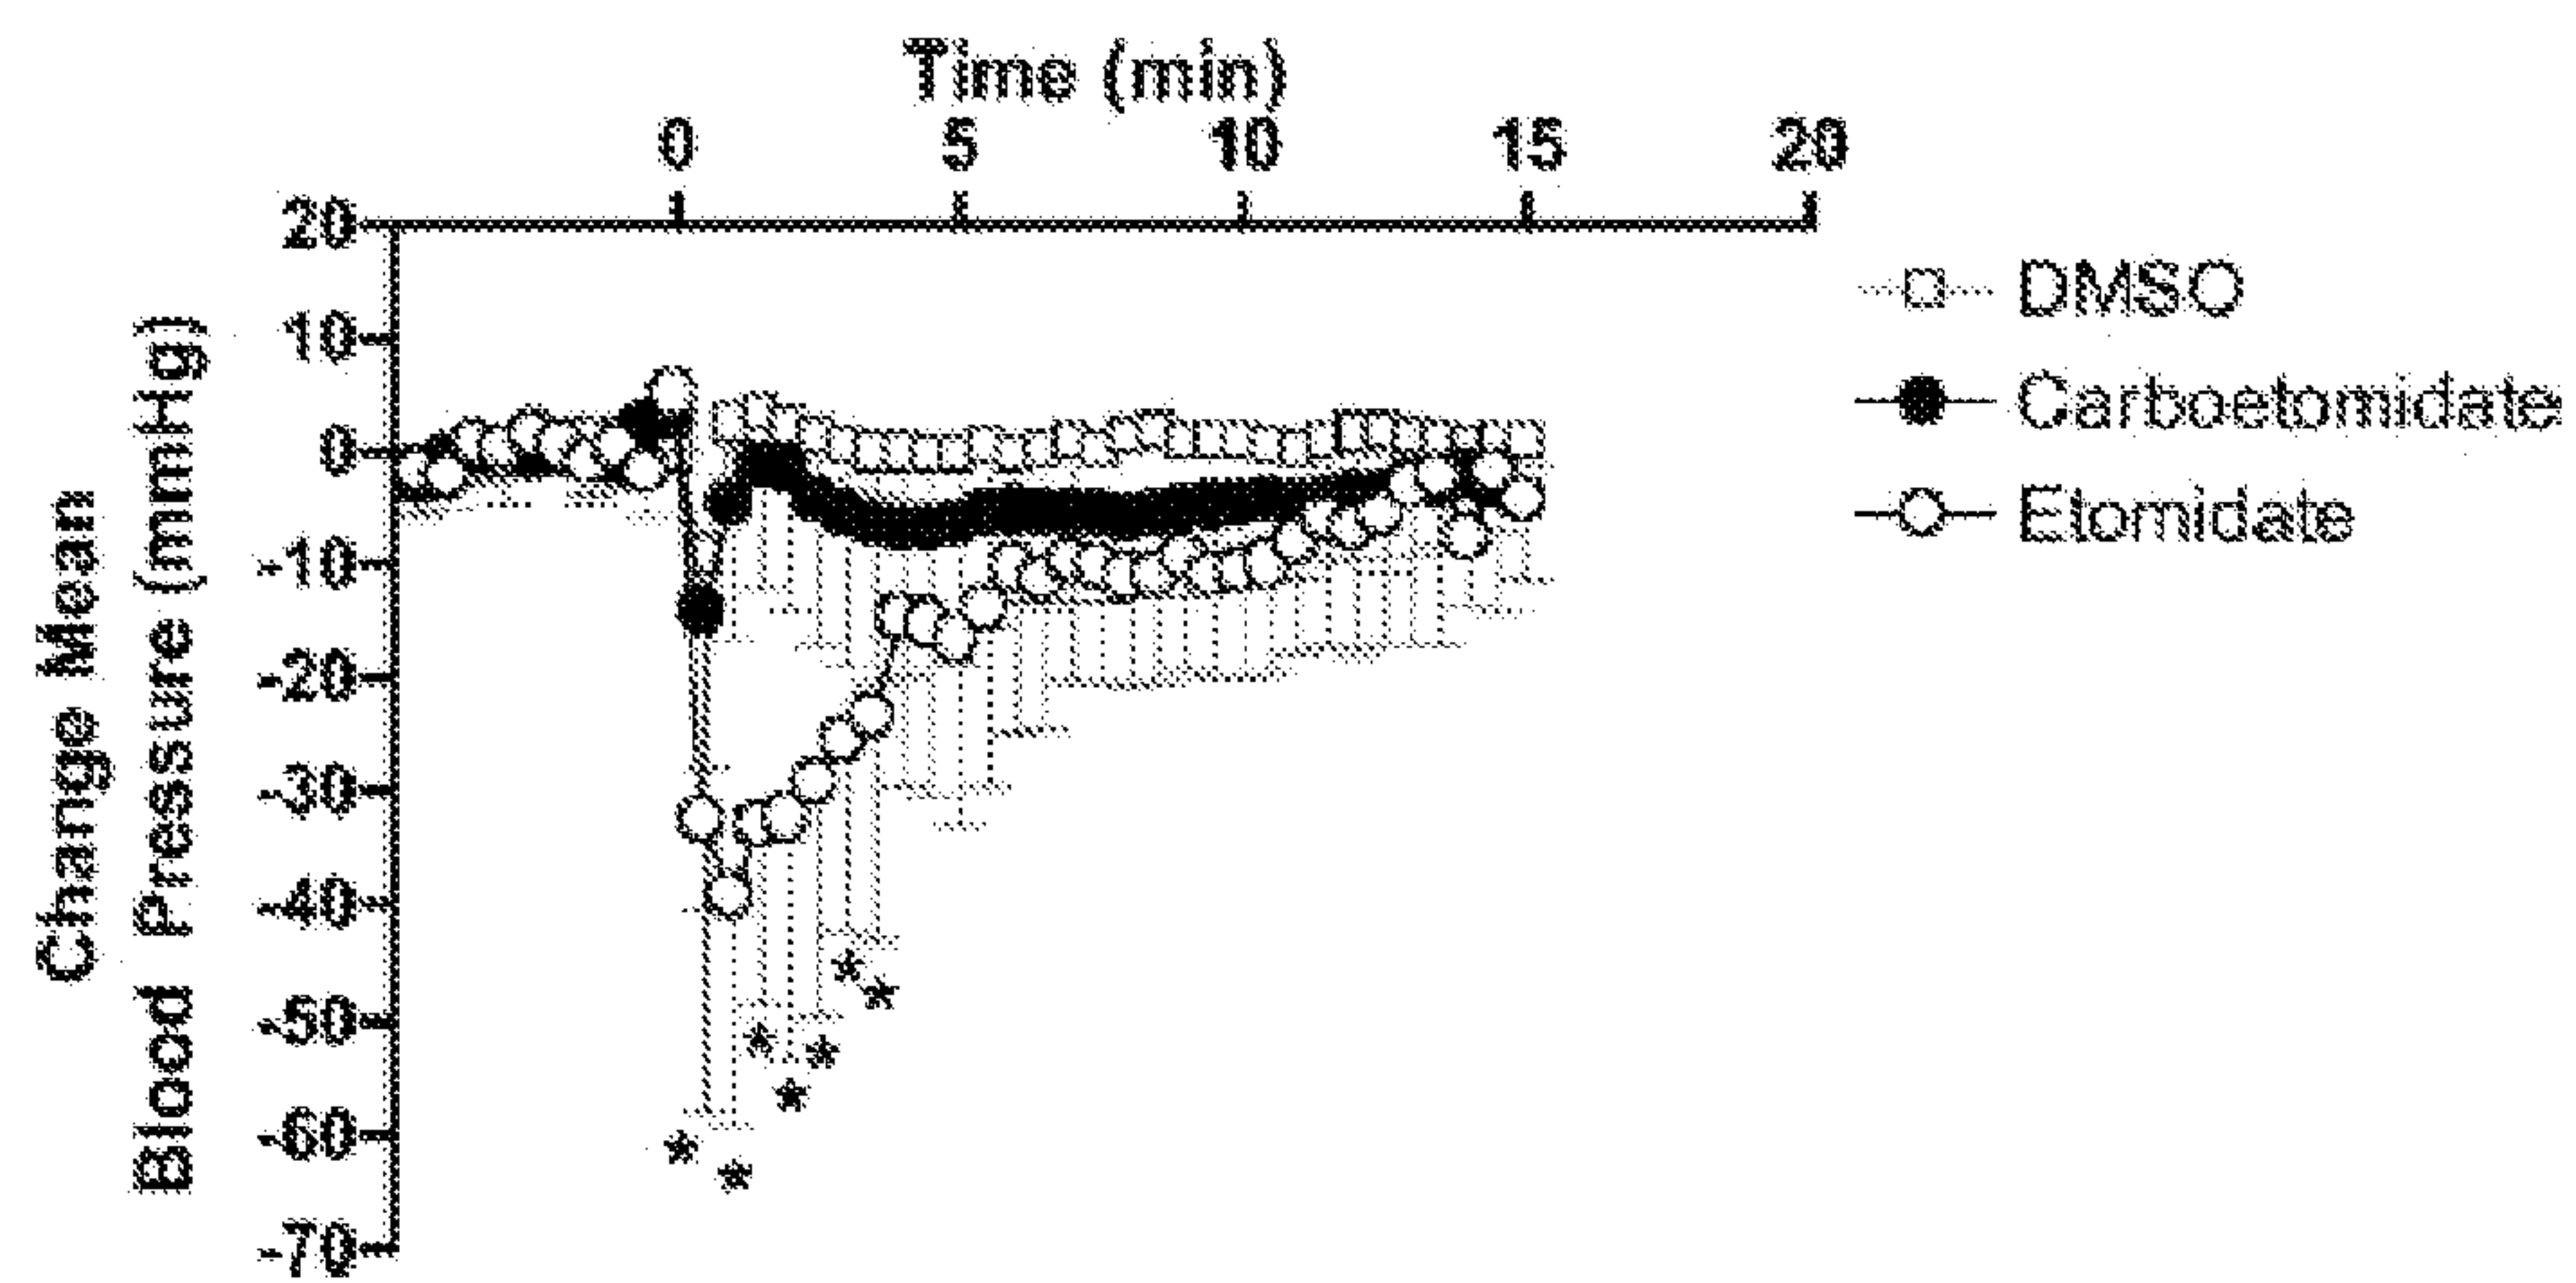 Time (min)
0 5 10 15 20
20
10
0
-10
-20
-30
-40
-50
-60
-70
Change Mean
Blood Pressure (mmHg)
DMSO
Carboetomidate
Etomidate
*
*
*
*
*
*
*